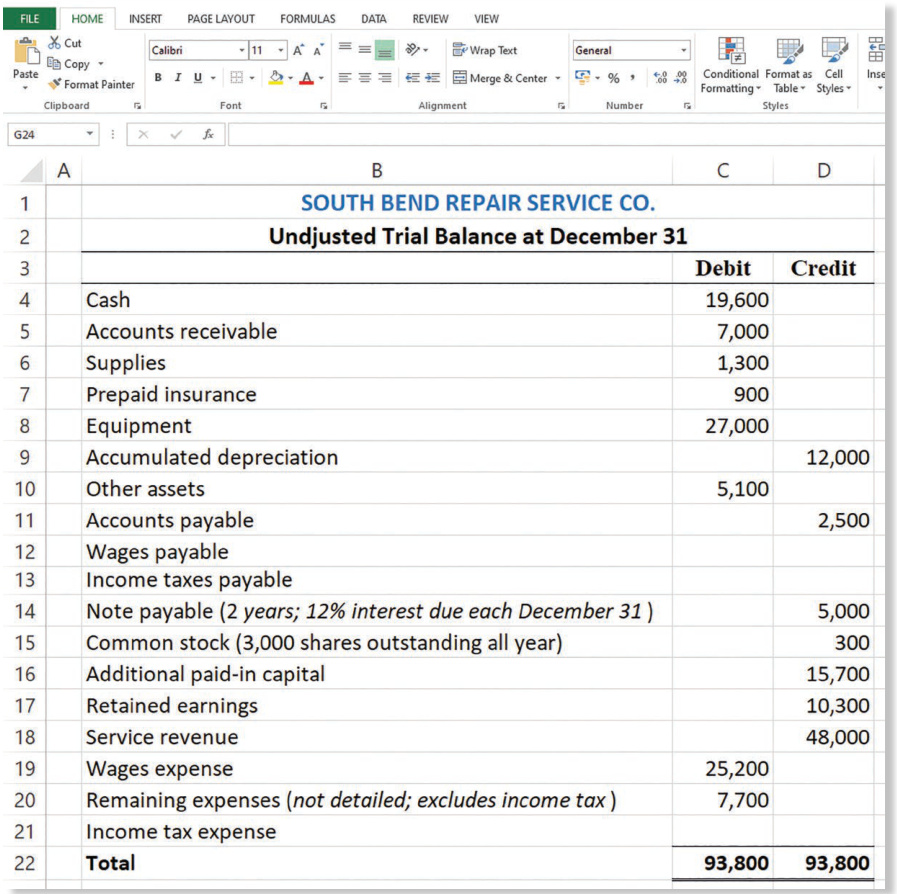 FILE HOME INSERT PAGE LAYOUT FORMULAS DATA REVIEW VIEW
Cut
Copy
Format Painter
Paste
Clipboard
Calibri 11 A A
B I U A
Font
Wrap Text
Merge & Center
Alignment
General
% , .0 .00
Number
Conditional Formatting
Format as Table
Cell Styles
Styles
Inse
G24 fx
A B C D
1 SOUTH BEND REPAIR SERVICE CO.
2 Undjusted Trial Balance at December 31
3 Debit Credit
4 Cash 19,600
5 Accounts receivable 7,000
6 Supplies 1,300
7 Prepaid insurance 900
8 Equipment 27,000
9 Accumulated depreciation 12,000
10 Other assets 5,100
11 Accounts payable 2,500
12 Wages payable
13 Income taxes payable
14 Note payable (2 years; 12% interest due each December 31) 5,000
15 Common stock (3,000 shares outstanding all year) 300
16 Additional paid-in capital 15,700
17 Retained earnings 10,300
18 Service revenue 48,000
19 Wages expense 25,200
20 Remaining expenses (not detailed; excludes income tax) 7,700
21 Income tax expense
22 Total 93,800 93,800